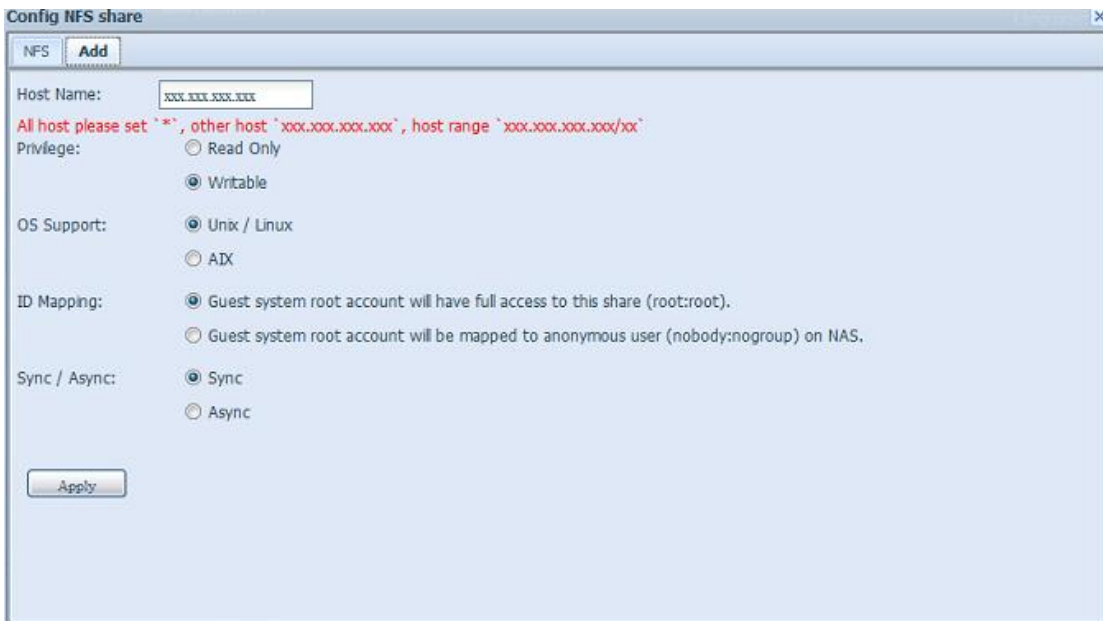 Config NFS share
NFS Add
Host Name: xxx.xxx.xxx.xxx
All host please set `*`, other host `xxx.xxx.xxx.xxx`, host range `xxx.xxx.xxx.xxx/xx`
Privilege: Read Only
Writable
OS Support: Unix / Linux
AIX
ID Mapping: Guest system root account will have full access to this share (root:root).
Guest system root account will be mapped to anonymous user (nobody:nogroup) on NAS.
Sync / Async: Sync
Async
Apply